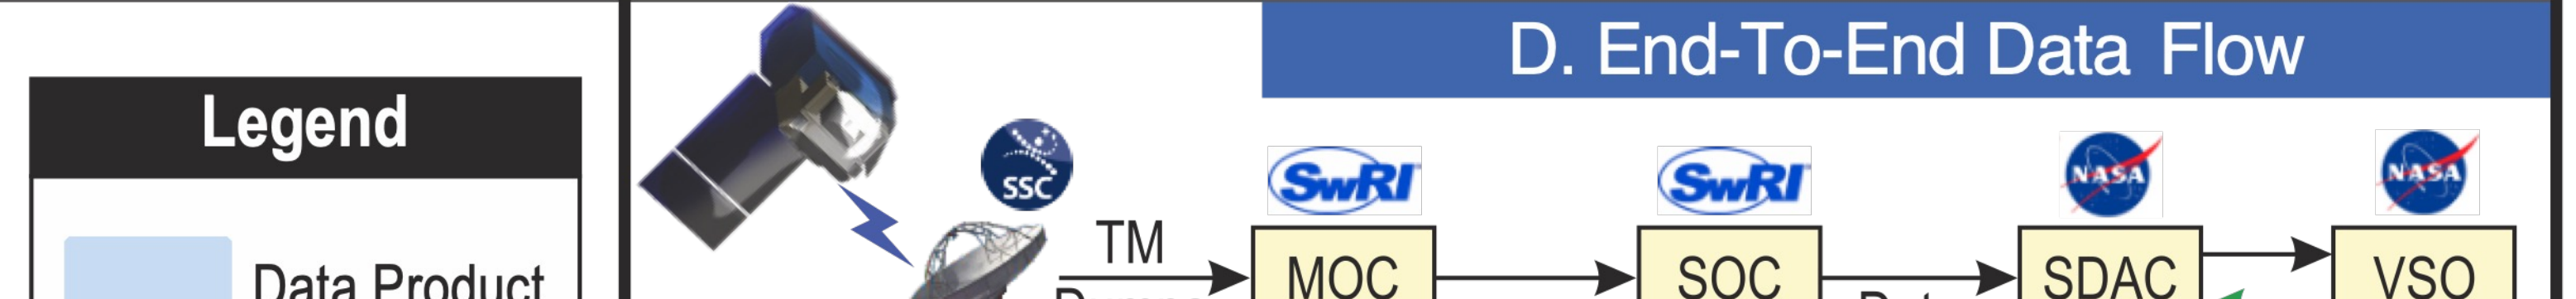 D. End-To-End Data Flow
Legend
SSC
SwRI
SwRI
NASA
NASA
TM
MOC
SOC
SDAC
VSO
Data Product